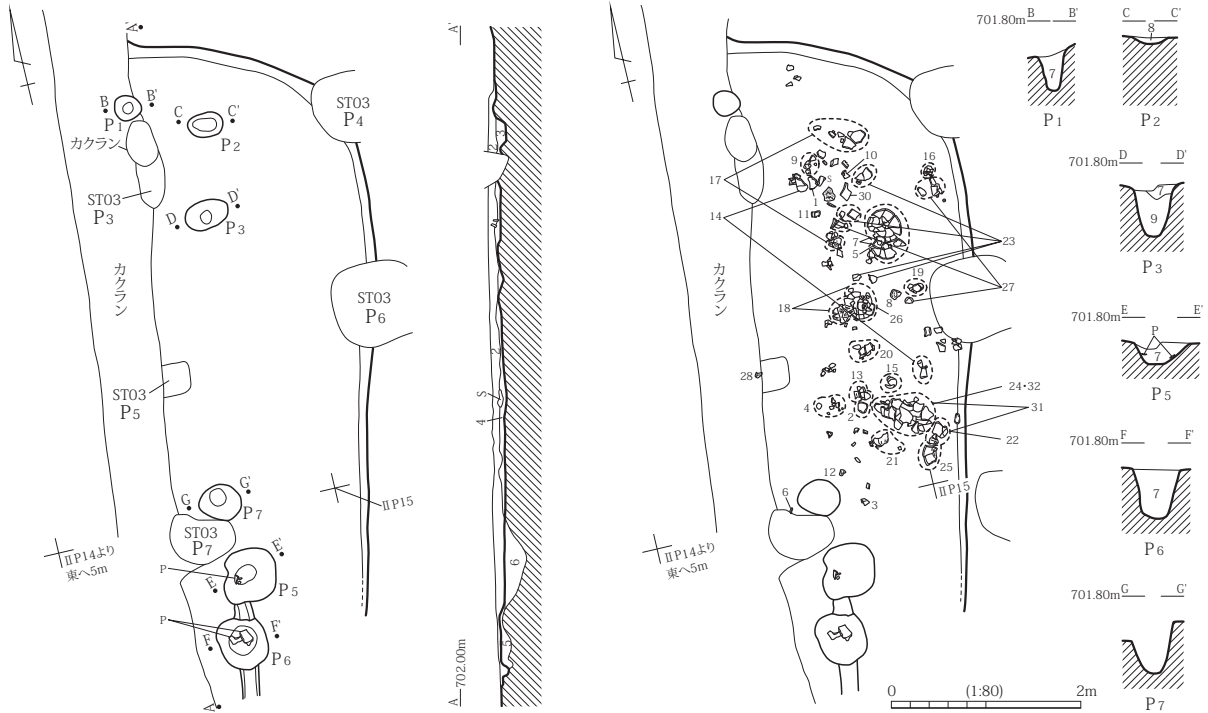 A'
B
B'
P1
C
C'
P2
カクラン
ST03
P4
ST03
P3
D
D'
P3
カクラン
ST03
P6
ST03
P5
ⅡP15
G
G'
P7
ST03
P7
ⅡP14より
東へ5m
P
E
E'
P5
P
F
F'
P6
A
A'
3
2
2
S
4
6
5
A
702.00m
カクラン
17
9
10
16
14
1
S
30
11
7
5
23
27
19
8
18
26
20
28
13
15
4
2
24・32
31
22
21
25
12
ⅡP15
6
3
ⅡP14より
東へ5m
0
(1:80)
2m
701.80m
B
B'
7
P1
C
C'
8
P2
701.80m
D
D'
7
9
P3
701.80m
E
E'
P
7
P5
701.80m
F
F'
7
P6
701.80m
G
G'
P7